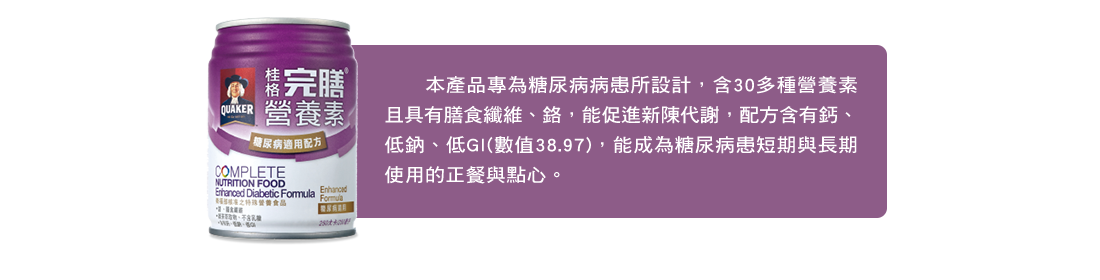 桂格
完膳®
營養素
QUAKER
糖尿病適用配方
COMPLETE
NUTRITION FOOD
Enhanced Diabetic Formula
Enhanced
Formula
本產品專為糖尿病病患所設計，含30多種營養素
且具有膳食纖維、鉻，能促進新陳代謝，配方含有鈣、
低鈉、低GI(數值38.97)，能成為糖尿病患短期與長期
使用的正餐與點心。